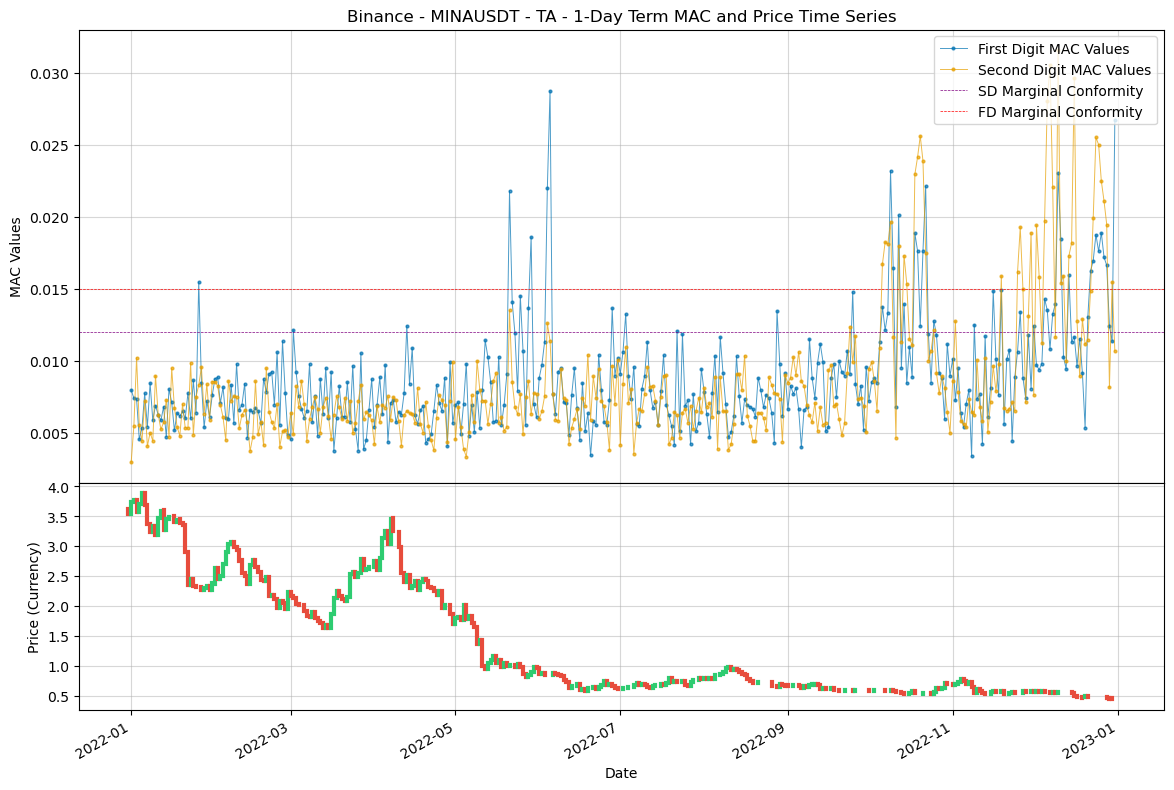 Binance - MINAUSDT - TA - 1-Day Term MAC and Price Time Series
First Digit MAC Values
Second Digit MAC Values
SD Marginal Conformity
FD Marginal Conformity
MAC Values
0.030
0.025
0.020
0.015
0.010
0.005
Price (Currency)
4.0
3.5
3.0
2.5
2.0
1.5
1.0
0.5
2022-01
2022-03
2022-05
2022-07
2022-09
2022-11
2023-01
Date